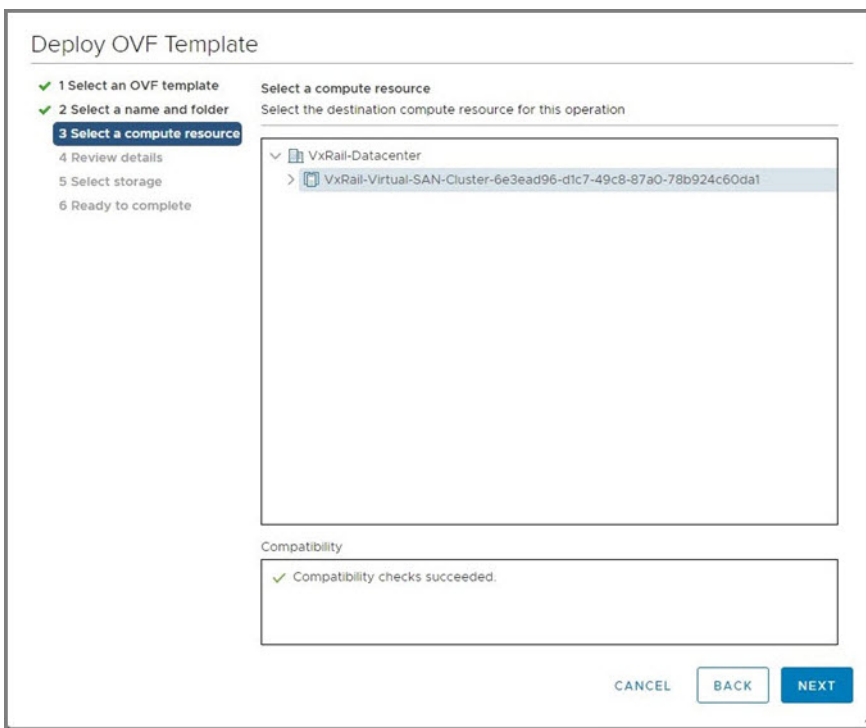 Deploy OVF Template
1 Select an OVF template
2 Select a name and folder
3 Select a compute resource
4 Review details
5 Select storage
6 Ready to complete
Select a compute resource
Select the destination compute resource for this operation
VxRail-Datacenter
VxRail-Virtual-SAN-Cluster-6e3ead96-d1c7-49c8-87a0-78b924c60da1
Compatibility
Compatibility checks succeeded.
CANCEL
BACK
NEXT